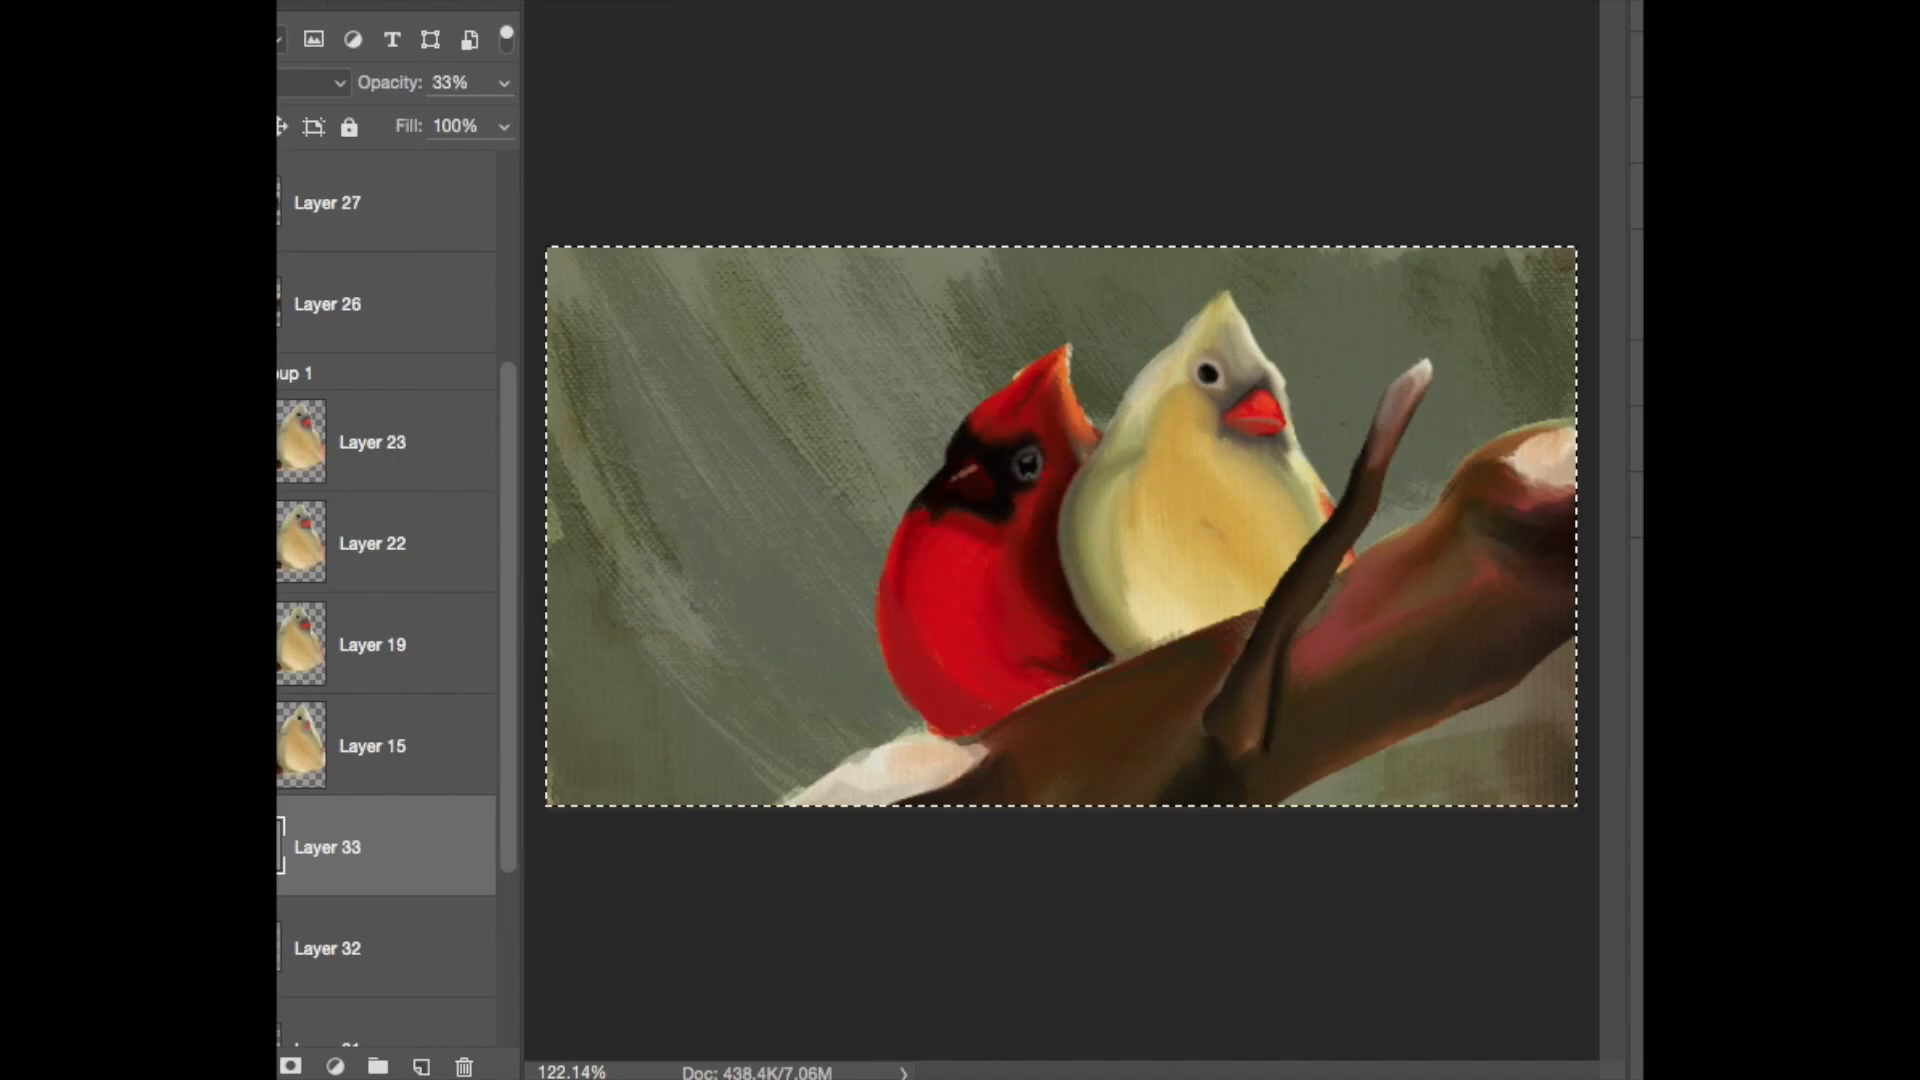 Opacity: 33%
Fill: 100%
Layer 27
Layer 26
up 1
Layer 23
Layer 22
Layer 19
Layer 15
Layer 33
Layer 32
122.14%
Doc: 438.4K/7.06M